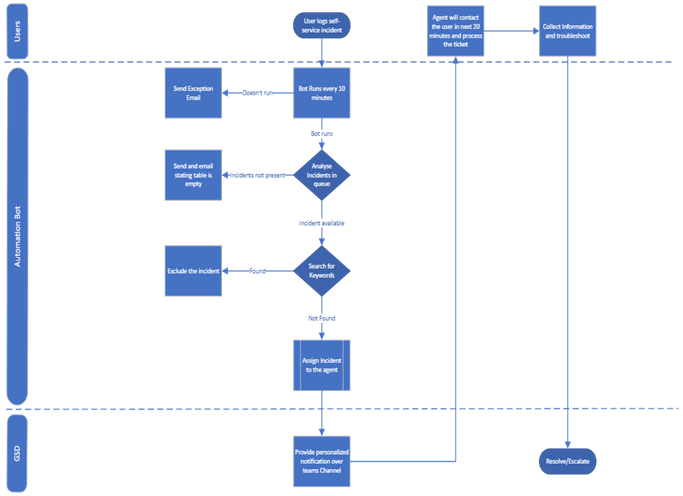 Users
User logs self-
service incident
Agent will contact
the user in next 20
minutes and process
the ticket
Collect Information
and troubleshoot
Automation Bot
Send Exception
Email
Doesn't run
Bot Runs every 10
minutes
Bot runs
Send and email
stating table is
empty
Incidents not present
Analyse
Incidents in
queue
Incident available
Exclude the incident
Found
Search for
Keywords
Not Found
Assign Incident
to the agent
GSD
Provide personalized
notification over
teams Channel
Resolve/Escalate